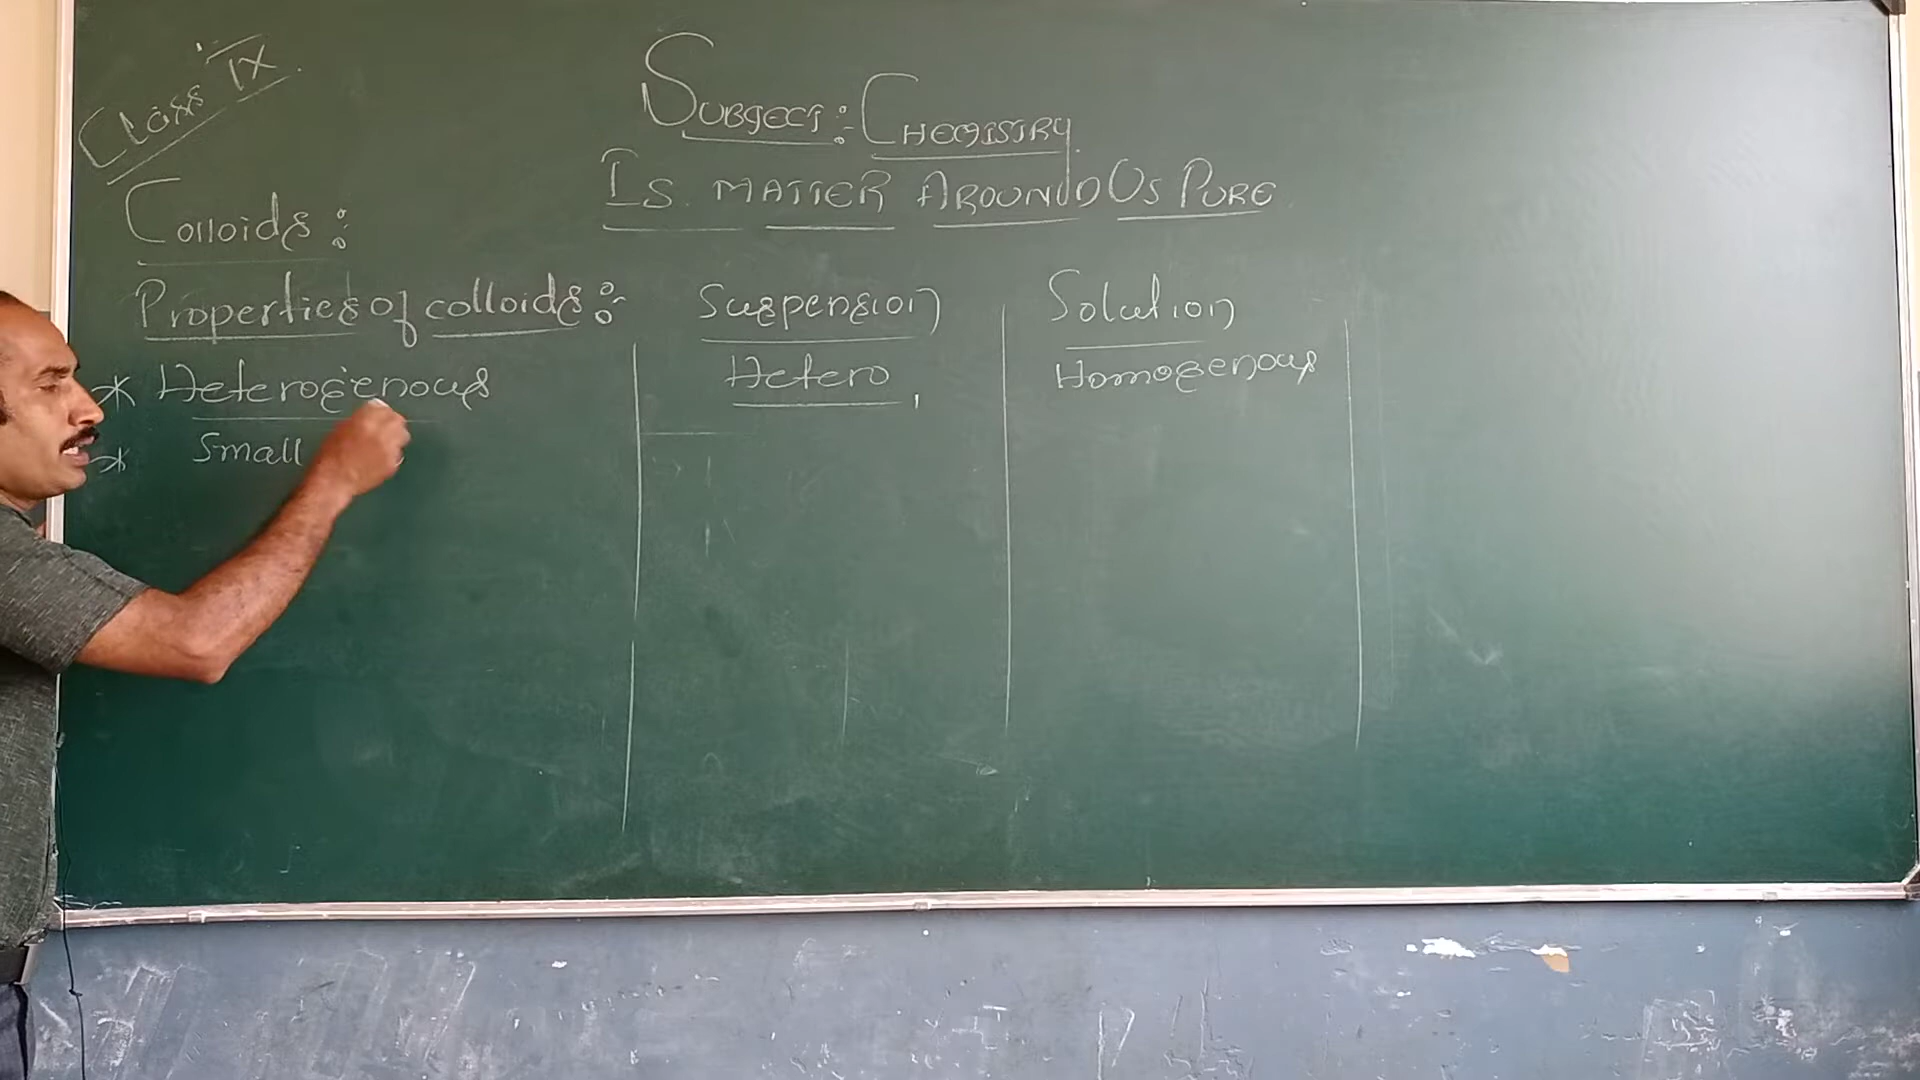 Class IX
Subject:- Chemistry
Is matter Around Us Pure
Colloids:
Properties of colloids:-
Suspension
Solution
* Heterogenous
Hetero
Homogenous
* Small